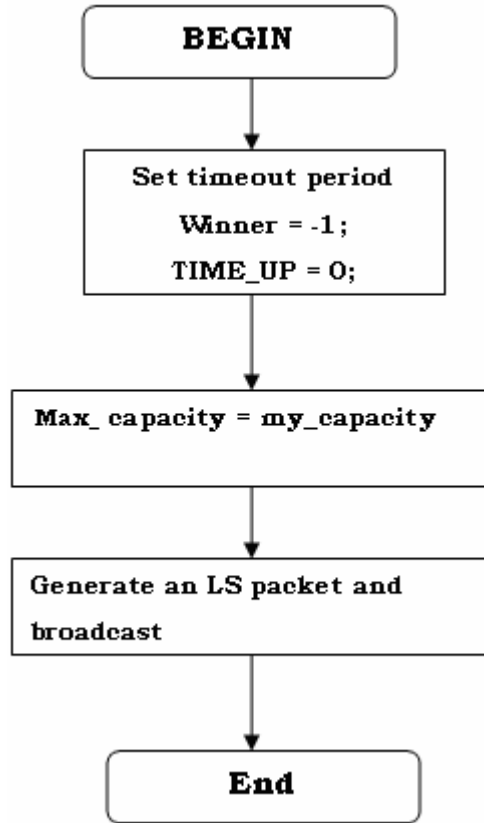 BEGIN
Set timeout period
Winner = -1;
TIME_UP = 0;
Max_ capacity = my_capacity
Generate an LS packet and
broadcast
End